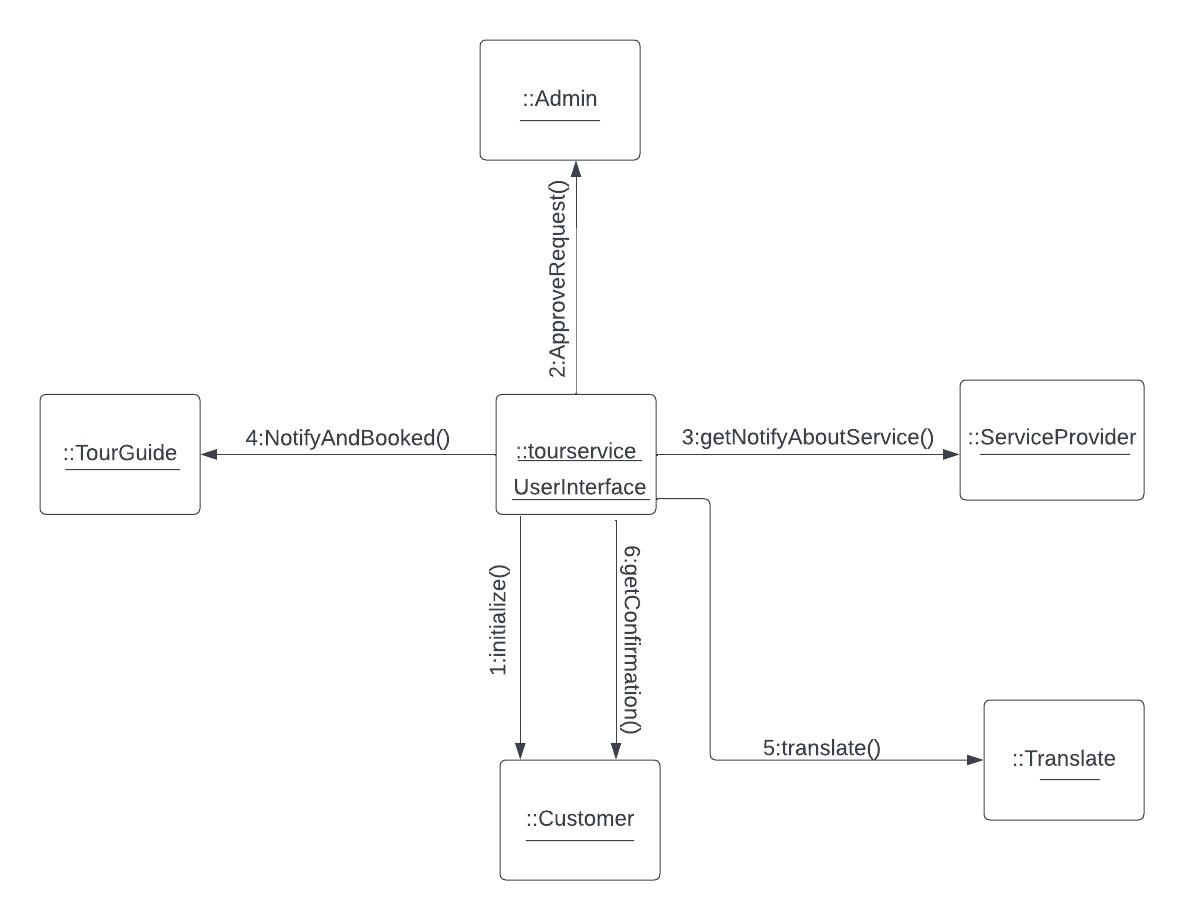 ::Admin
2:ApproveRequest()
::TourGuide
4:NotifyAndBooked()
::tourservice
UserInterface
3:getNotifyAboutService()
::ServiceProvider
1:initialize()
6:getConfirmation()
5:translate()
::Translate
::Customer